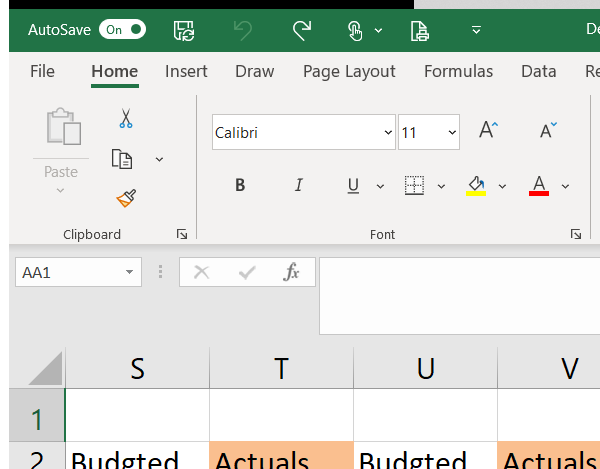 AutoSave On De
File Home Insert Draw Page Layout Formulas Data Re
Paste Calibri 11 A A
B I U A
Clipboard Font
AA1 fx
S T U V
1
2 Budgted Actuals Budgted Actuals